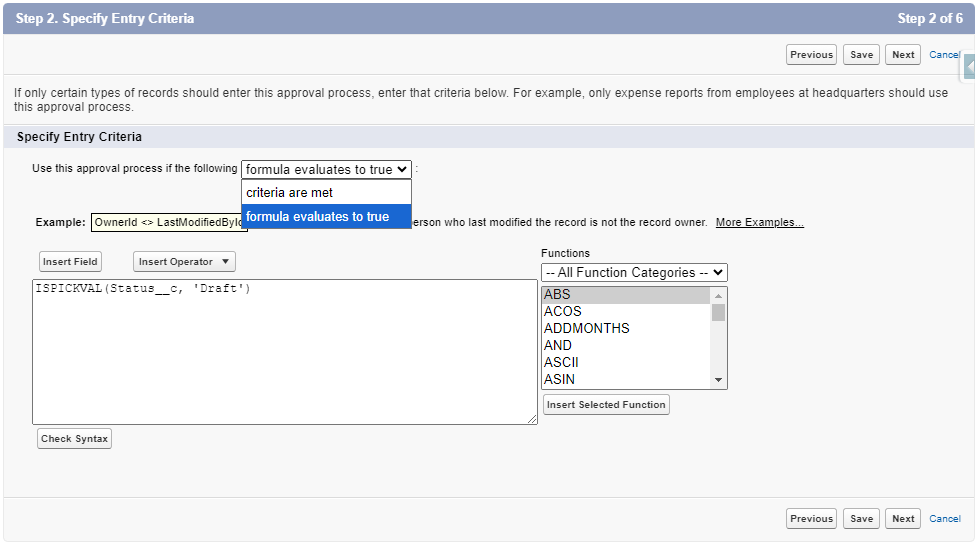 Step 2. Specify Entry Criteria
Step 2 of 6
Previous Save Next Cancel
If only certain types of records should enter this approval process, enter that criteria below. For example, only expense reports from employees at headquarters should use
this approval process.
Specify Entry Criteria
Use this approval process if the following formula evaluates to true :
criteria are met
formula evaluates to true
Example: OwnerId <> LastModifiedById erson who last modified the record is not the record owner. More Examples...
Functions
Insert Field Insert Operator
-- All Function Categories --
ISPICKVAL(Status__c, 'Draft')
ABS
ACOS
ADDMONTHS
AND
ASCII
ASIN
Insert Selected Function
Check Syntax
Previous Save Next Cancel